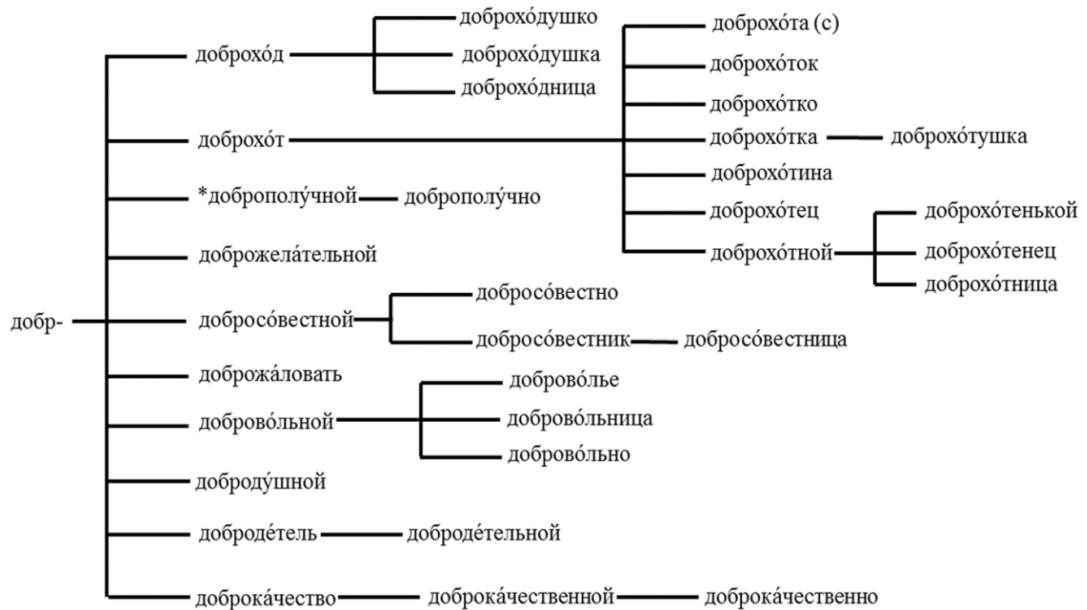 доброхо́душко
доброхо́д
доброхо́душка
доброхо́дница
доброхо́та (с)
доброхо́ток
доброхо́тко
доброхо́т
доброхо́тка
доброхо́тушка
доброхо́тина
*доброполу́чной
доброполу́чно
доброхо́тец
доброхо́тенькой
доброжела́тельной
доброхо́тной
доброхо́тенец
доброхо́тница
добр-
добросо́вестной
добросо́вестно
добросо́вестник
добросо́вестница
доброжа́ловать
доброво́лье
доброво́льной
доброво́льница
доброво́льно
доброду́шной
доброде́тель
доброде́тельной
доброка́чество
доброка́чественной
доброка́чественно